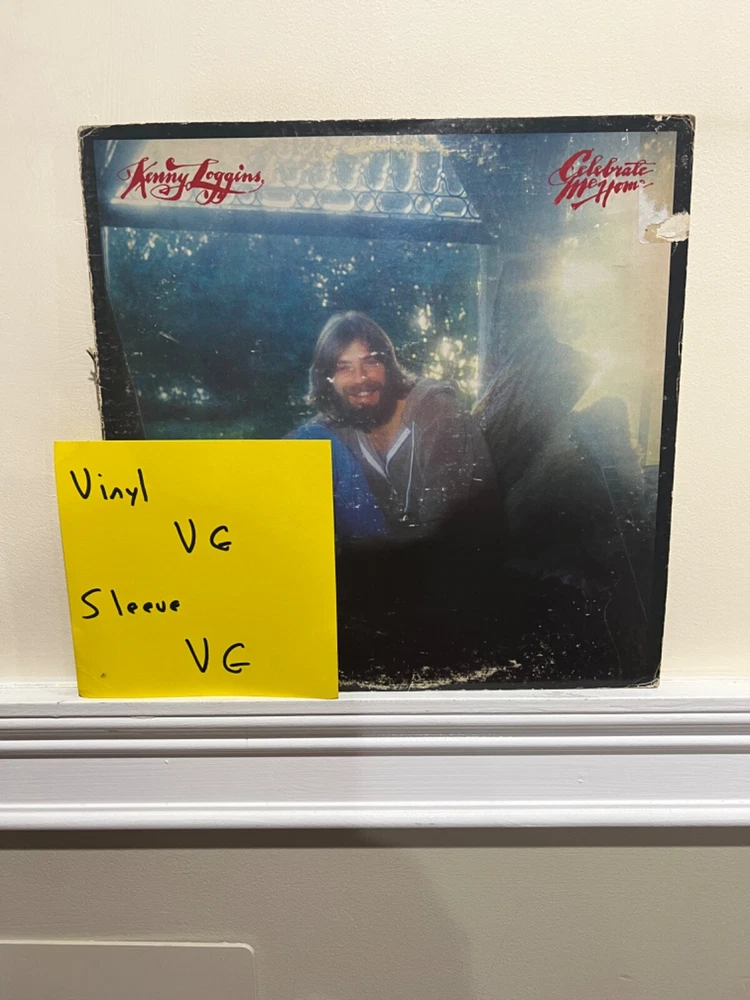 Kenny Loggins
Celebrate
Me Home
Vinyl
VG
Sleeve
VG